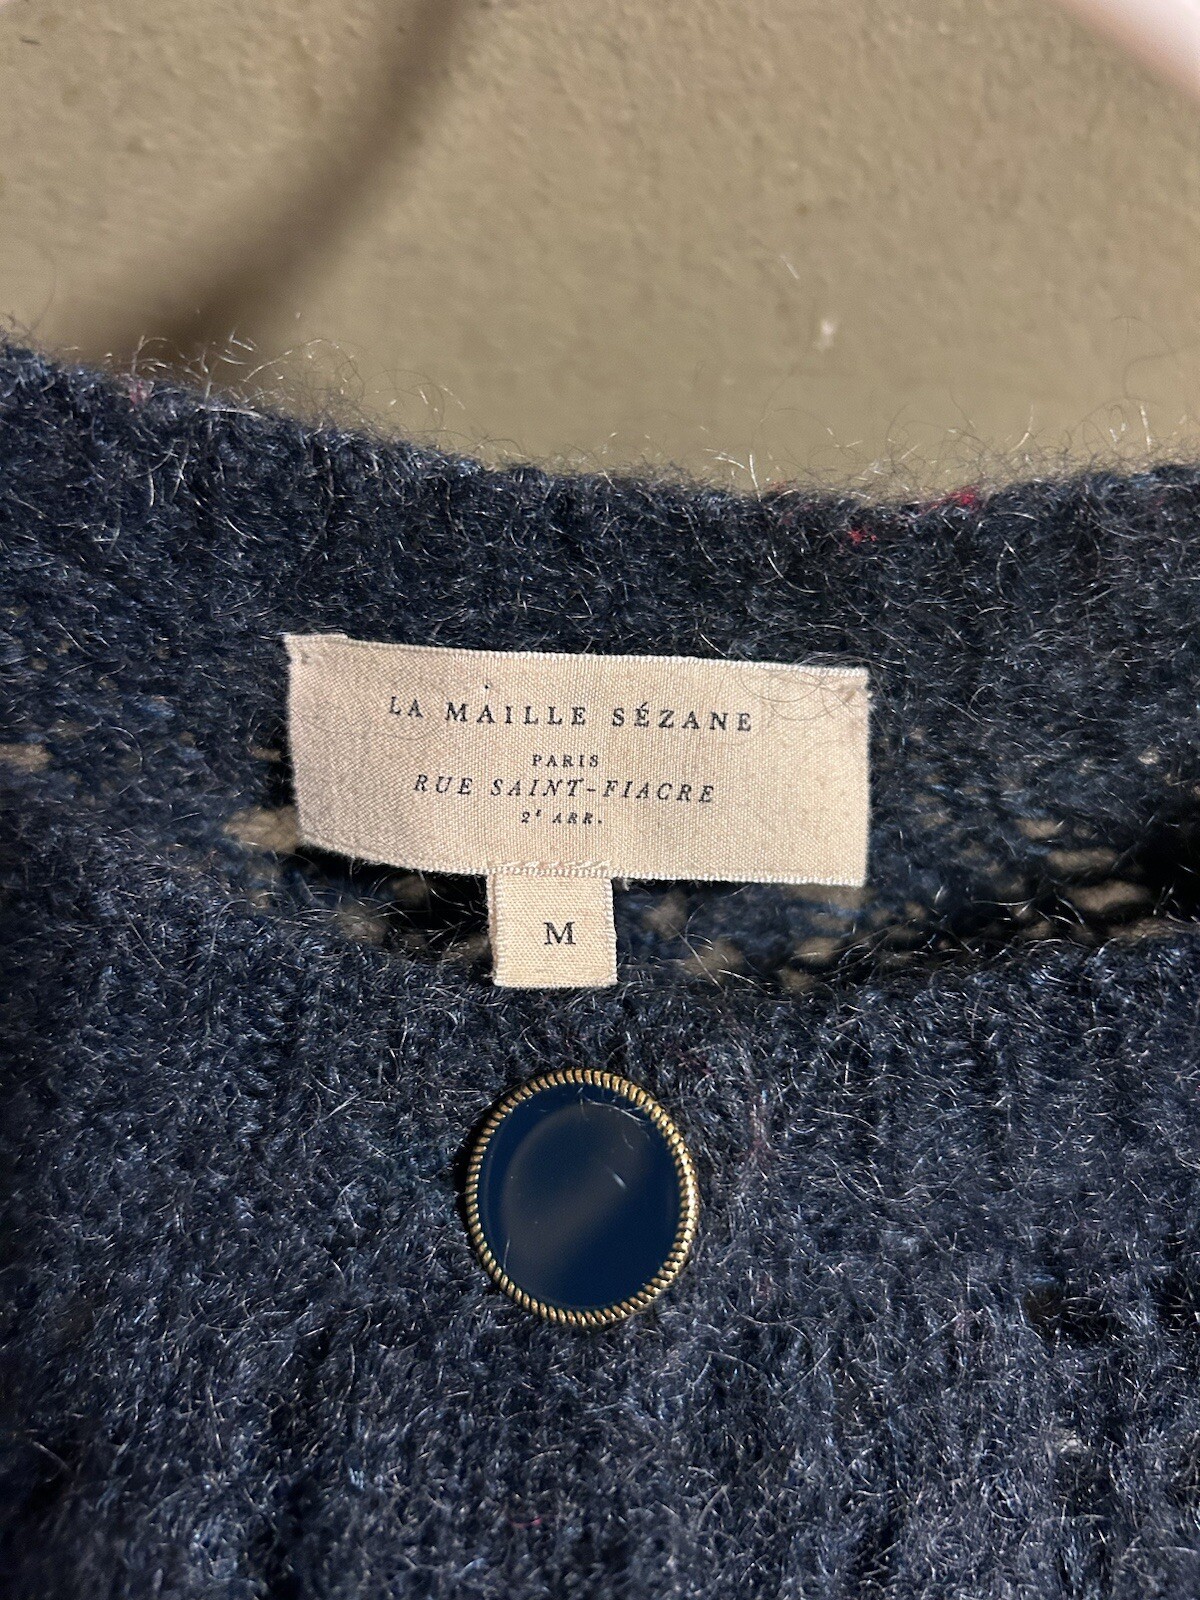 LA MAILLE SÉZANE
PARIS
RUE SAINT-FIACRE
2ᵉ ARR.
M